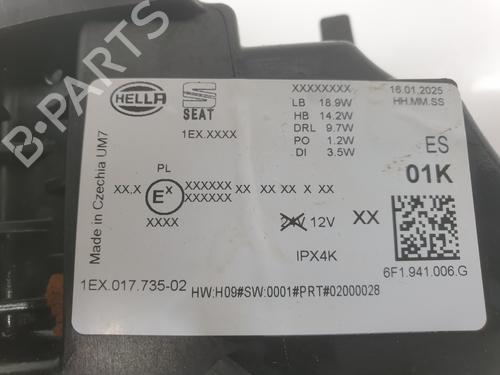 B-PARTS
HELLA
SEAT
1EX.XXXX
XXXXXXXX
LB 18.9W
HB 14.2W
DRL 9.7W
PO 1.2W
DI 3.5W
16.01.2025
HH.MM.SS
ES
01K
Made in Czechia UM7
PL
XX.X
E X
XXXXXX XX XX X XX
XXXXXX
XXXX
24V 12V
XX
IPX4K
6F1.941.006.G
1EX.017.735-02
HW:H09#SW:0001#PRT#02000028